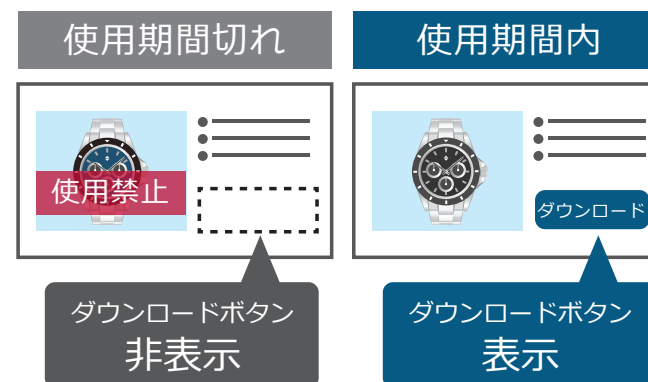 使用期間切れ
使用禁止
ダウンロードボタン
非表示
使用期間内
ダウンロード
ダウンロードボタン
表示